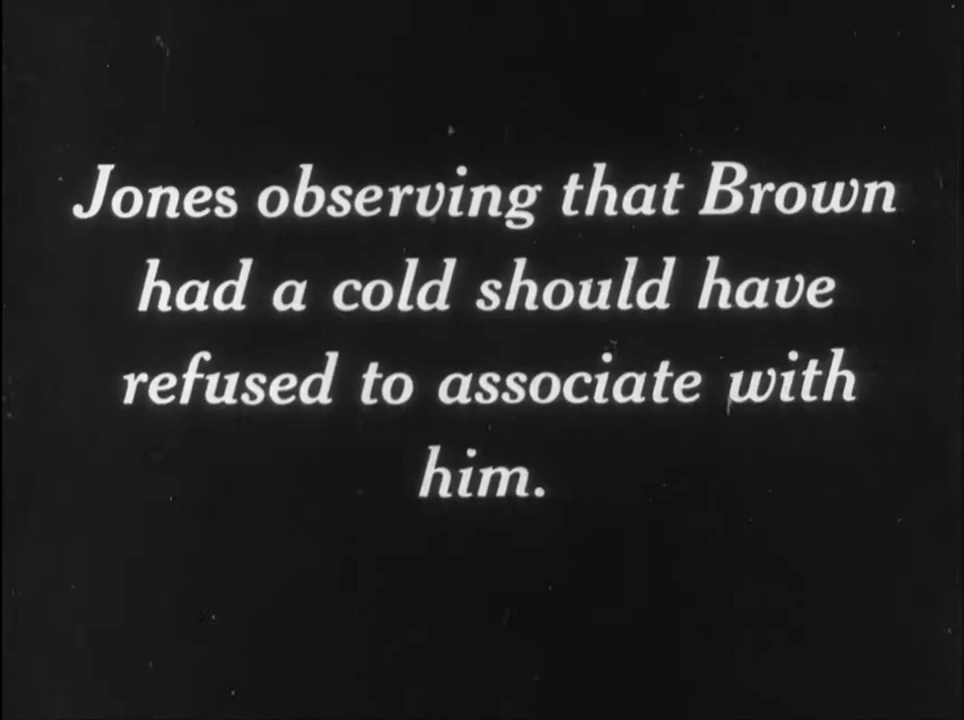 Jones observing that Brown
had a cold should have
refused to associate with
him.